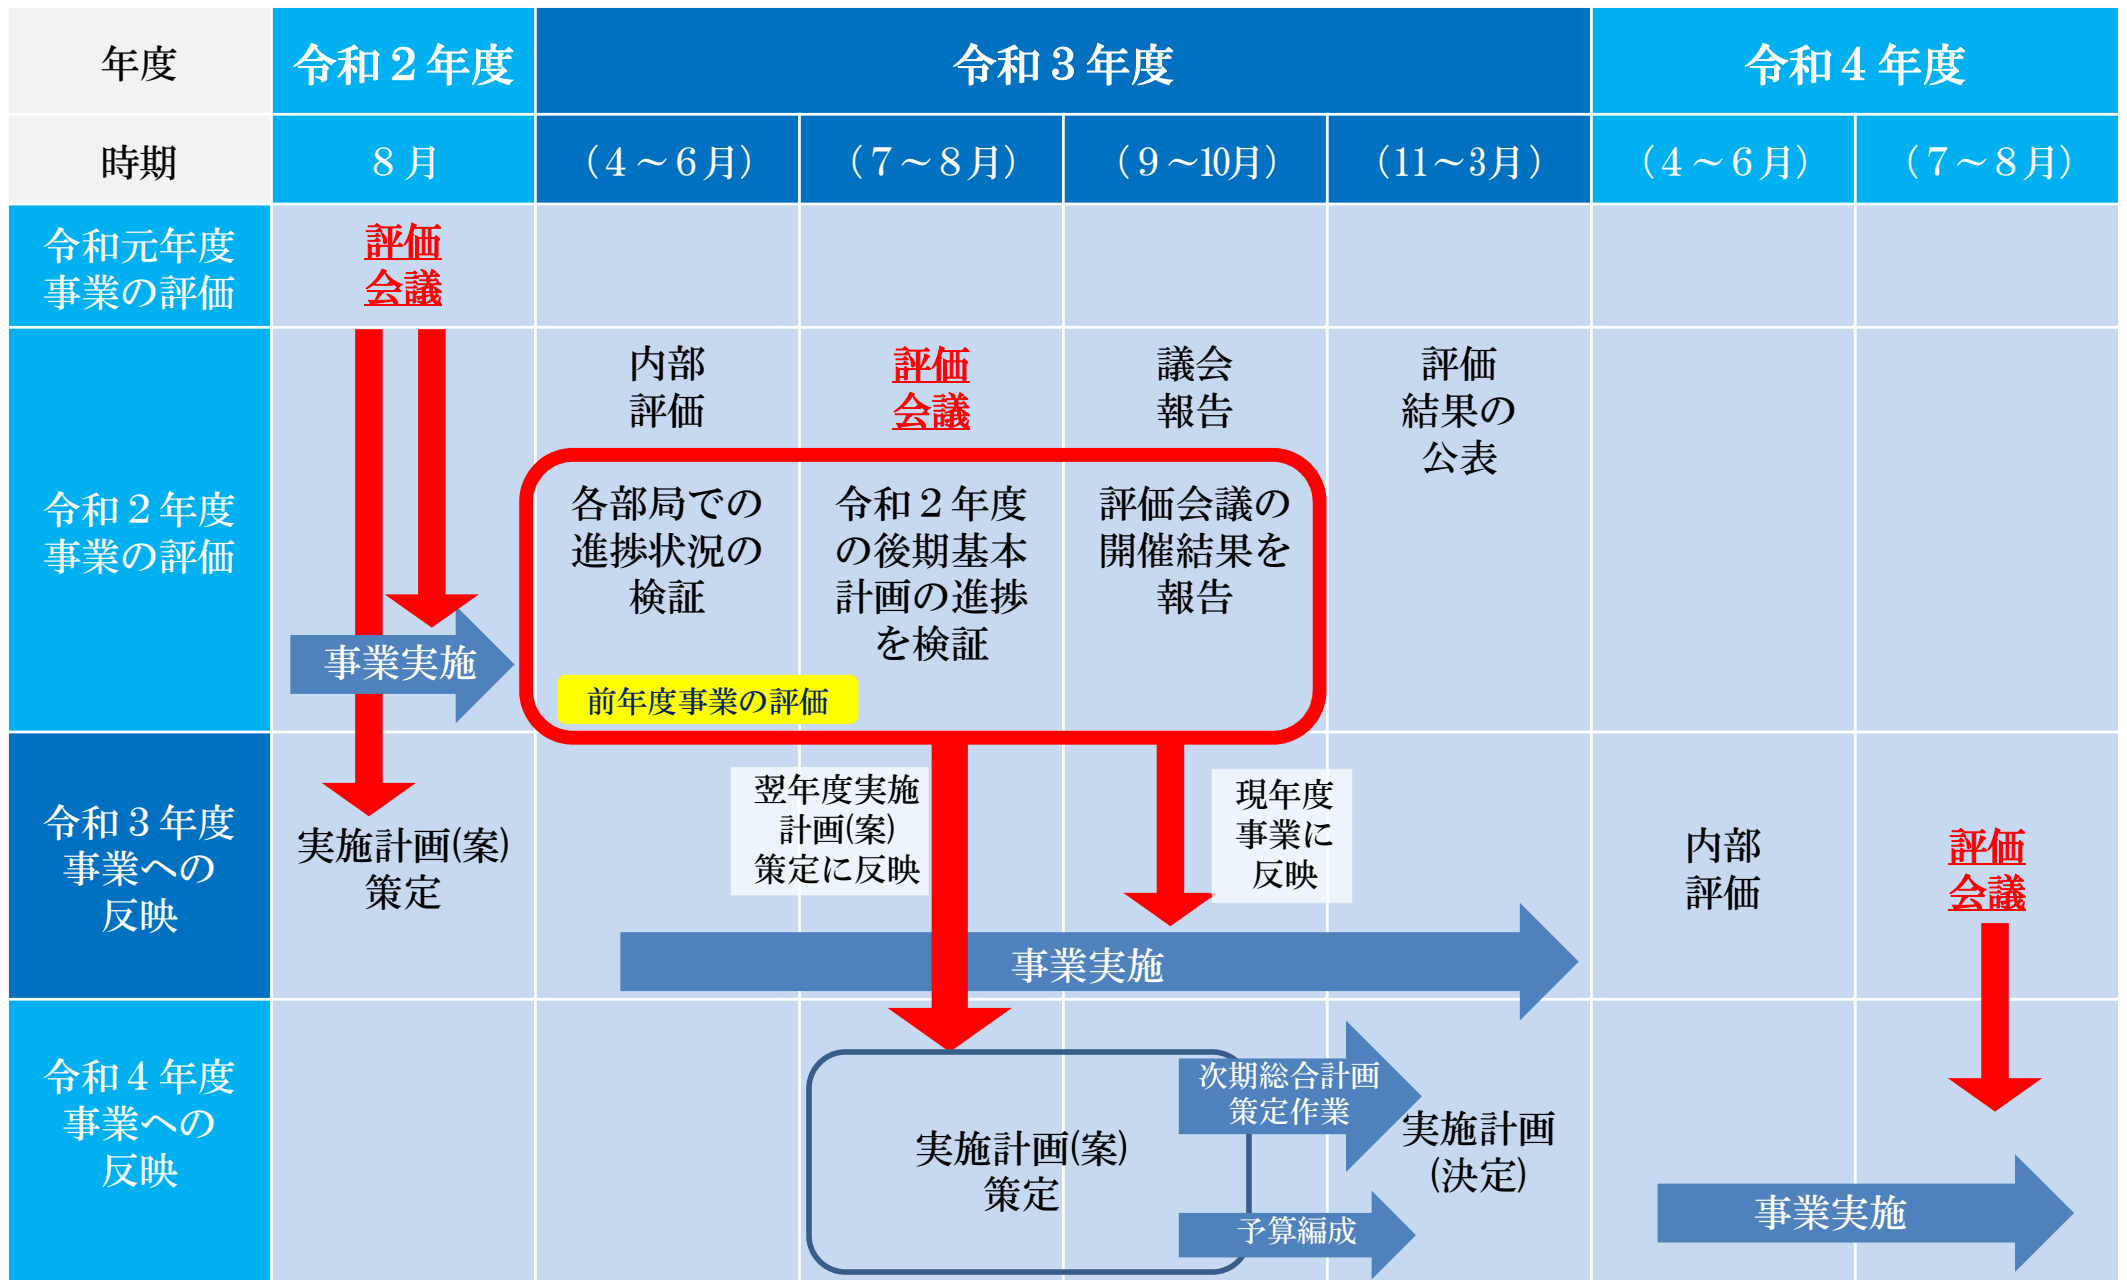 年度
令和２年度
令和３年度
令和４年度
時期
８月
（４～６月）
（７～８月）
（９～10月）
（11～3月）
（４～６月）
（７～８月）
令和元年度
事業の評価
評価
会議
令和２年度
事業の評価
事業実施
内部
評価
評価
会議
議会
報告
評価
結果の
公表
各部局での
進捗状況の
検証
令和２年度
の後期基本
計画の進捗
を検証
評価会議の
開催結果を
報告
前年度事業の評価
令和３年度
事業への
反映
実施計画(案)
策定
翌年度実施
計画(案)
策定に反映
現年度
事業に
反映
事業実施
内部
評価
評価
会議
令和４年度
事業への
反映
実施計画(案)
策定
次期総合計画
策定作業
予算編成
実施計画
(決定)
事業実施